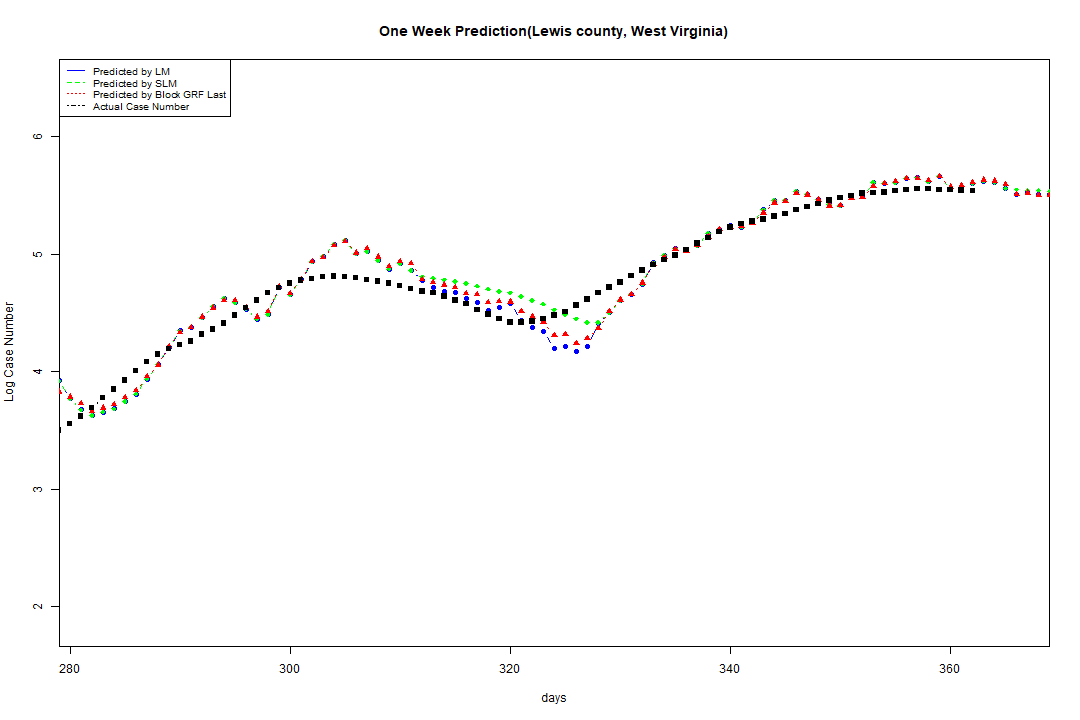 One Week Prediction(Lewis county, West Virginia)
Predicted by LM
Predicted by SLM
Predicted by Block GRF Last
Actual Case Number
6
5
4
3
2
Log Case Number
280 300 320 340 360
days